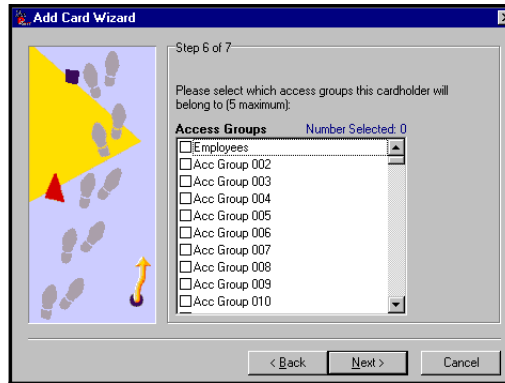 Add Card Wizard
Step 6 of 7
Please select which access groups this cardholder will
belong to (5 maximum):
Access Groups Number Selected: 0
Employees
Acc Group 002
Acc Group 003
Acc Group 004
Acc Group 005
Acc Group 006
Acc Group 007
Acc Group 008
Acc Group 009
Acc Group 010
< Back Next > Cancel